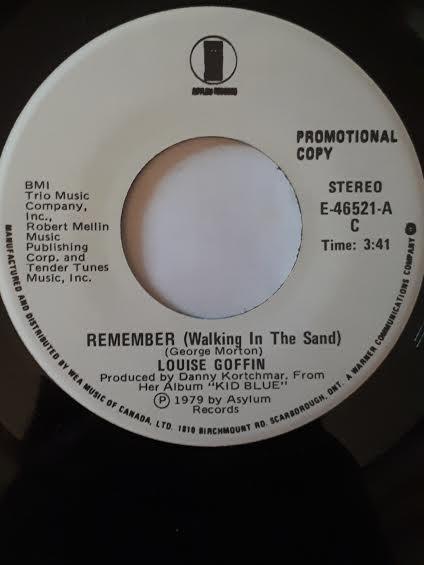 ASYLUM RECORDS
PROMOTIONAL
COPY
BMI
Trio Music
Company,
Inc.,
Robert Mellin
Music
Publishing
Corp. and
Tender Tunes
Music, Inc.
STEREO
E-46521-A
C
Time: 3:41
REMEMBER (Walking In The Sand)
(George Morton)
LOUISE GOFFIN
Produced by Danny Kortchmar, From
Her Album "KID BLUE"
Ⓟ 1979 by Asylum
Records
MANUFACTURED AND DISTRIBUTED BY WEA MUSIC OF CANADA, LTD. 1810 BIRCHMOUNT RD. SCARBOROUGH, ONT. A WARNER COMMUNICATIONS COMPANY